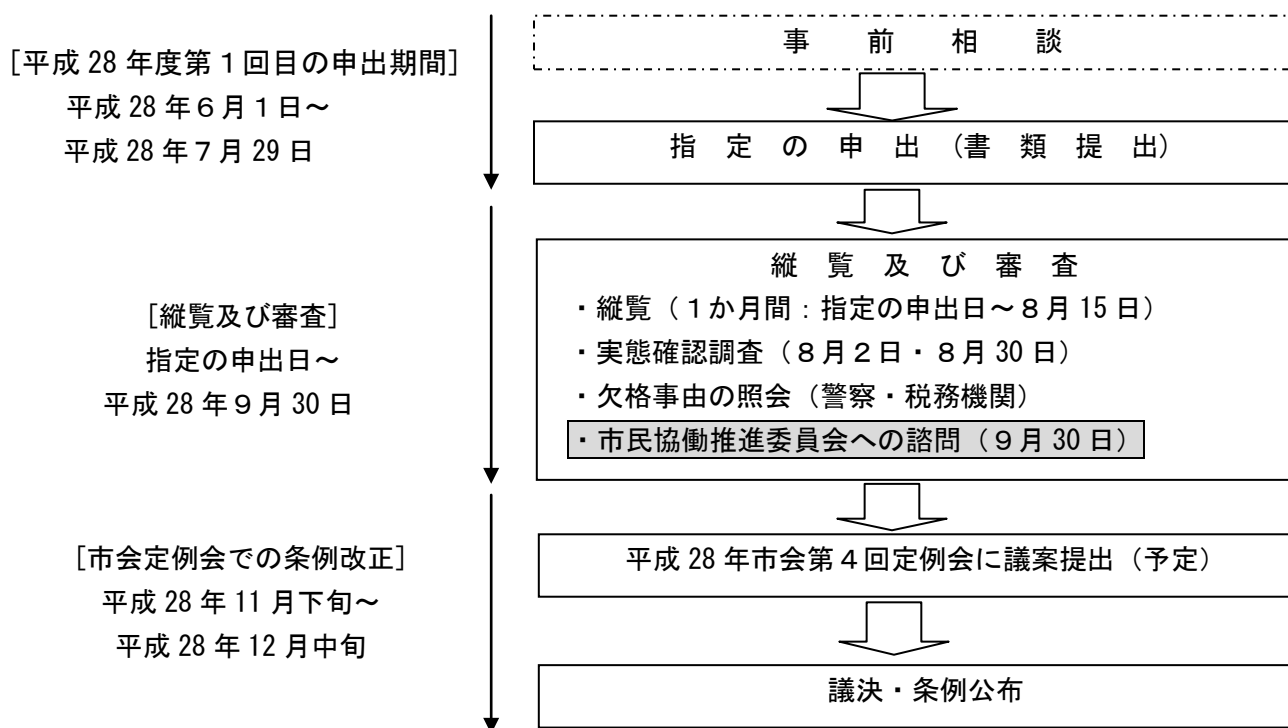 事 前 相 談
[平成 28 年度第１回目の申出期間]
平成 28 年６月１日～
平成 28 年７月 29 日
指 定 の 申 出 (書 類 提 出)
縦 覧 及 び 審 査
・縦覧（１か月間：指定の申出日～８月 15 日）
・実態確認調査（８月２日・８月 30 日）
・欠格事由の照会（警察・税務機関）
・市民協働推進委員会への諮問（９月 30 日）
[縦覧及び審査]
指定の申出日～
平成 28 年９月 30 日
[市会定例会での条例改正]
平成 28 年 11 月下旬～
平成 28 年 12 月中旬
平成 28 年市会第４回定例会に議案提出（予定）
議決・条例公布